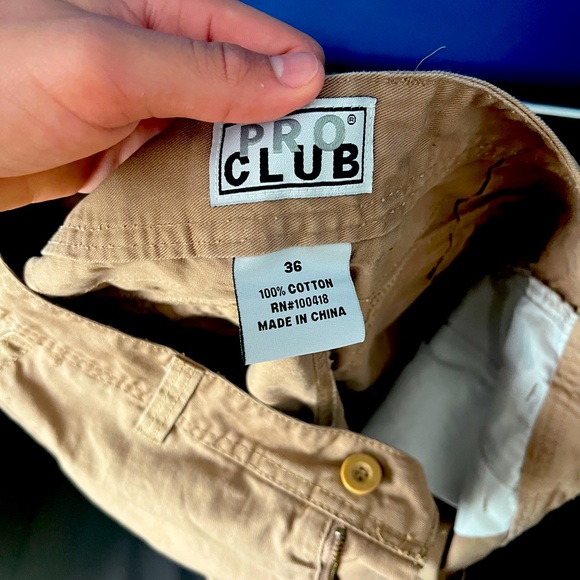 PRO®
CLUB
36
100% COTTON
RN#100418
MADE IN CHINA